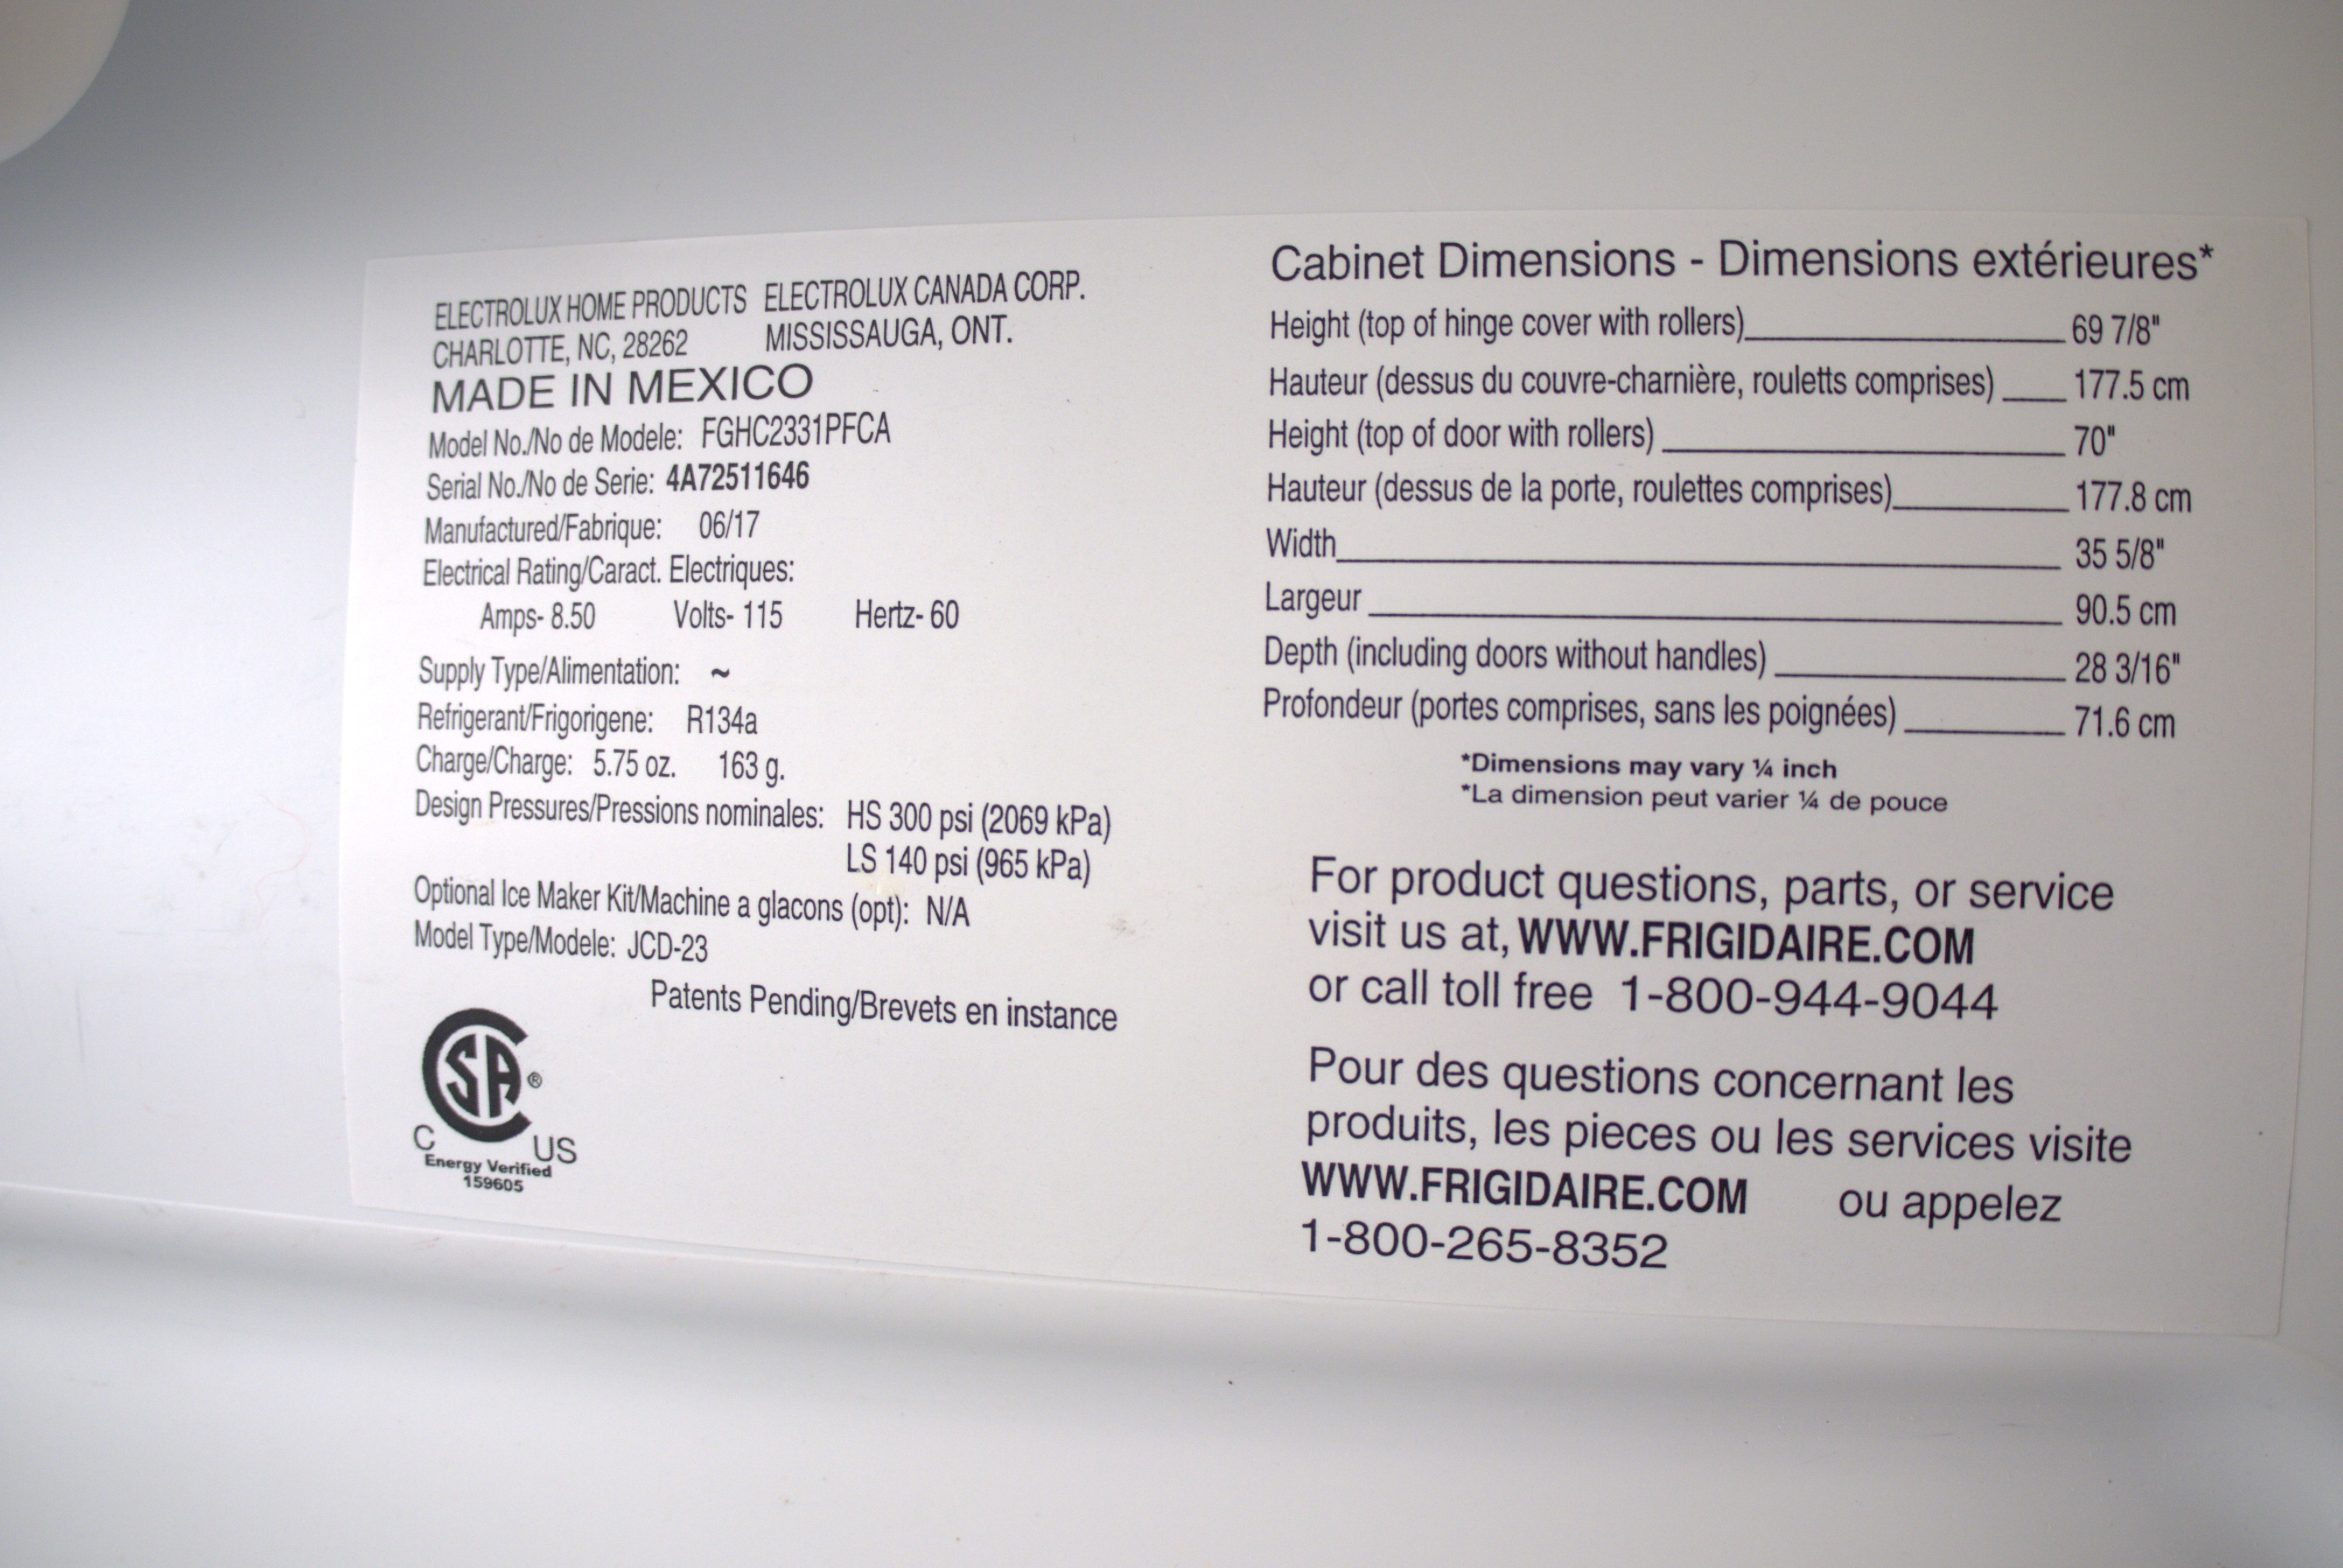 ELECTROLUX HOME PRODUCTS ELECTROLUX CANADA CORP.
CHARLOTTE, NC, 28262 MISSISSAUGA, ONT.
MADE IN MEXICO
Model No./No de Modele: FGHC2331PFCA
Serial No./No de Serie: 4A72511646
Manufactured/Fabrique: 06/17
Electrical Rating/Caract. Electriques:
Amps- 8.50 Volts- 115 Hertz- 60
Supply Type/Alimentation: ~
Refrigerant/Frigorigene: R134a
Charge/Charge: 5.75 oz. 163 g.
Design Pressures/Pressions nominales: HS 300 psi (2069 kPa)
LS 140 psi (965 kPa)
Optional Ice Maker Kit/Machine a glacons (opt): N/A
Model Type/Modele: JCD-23
Patents Pending/Brevets en instance
CSA®
C US
Energy Verified
159605
Cabinet Dimensions - Dimensions extérieures*
Height (top of hinge cover with rollers) 69 7/8"
Hauteur (dessus du couvre-charnière, rouletts comprises) 177.5 cm
Height (top of door with rollers) 70"
Hauteur (dessus de la porte, roulettes comprises) 177.8 cm
Width 35 5/8"
Largeur 90.5 cm
Depth (including doors without handles) 28 3/16"
Profondeur (portes comprises, sans les poignées) 71.6 cm
*Dimensions may vary ¼ inch
*La dimension peut varier ¼ de pouce
For product questions, parts, or service
visit us at, WWW.FRIGIDAIRE.COM
or call toll free 1-800-944-9044
Pour des questions concernant les
produits, les pieces ou les services visite
WWW.FRIGIDAIRE.COM ou appelez
1-800-265-8352